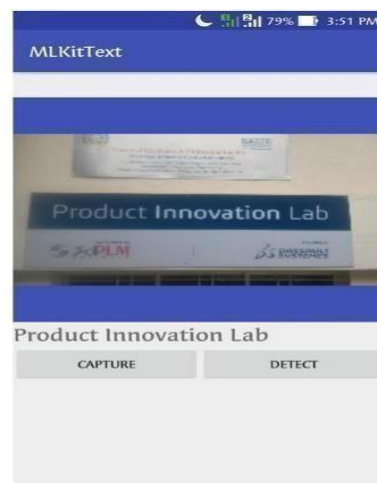 79% 3:51 PM
MLKitText
Product Innovation Lab
PLM
DASSAULT
SYSTEMES
Product Innovation Lab
CAPTURE
DETECT